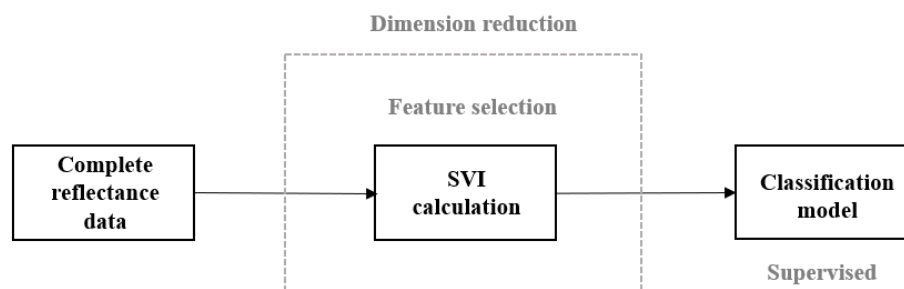 Dimension reduction
Feature selection
Complete
reflectance
data
SVI
calculation
Classification
model
Supervised